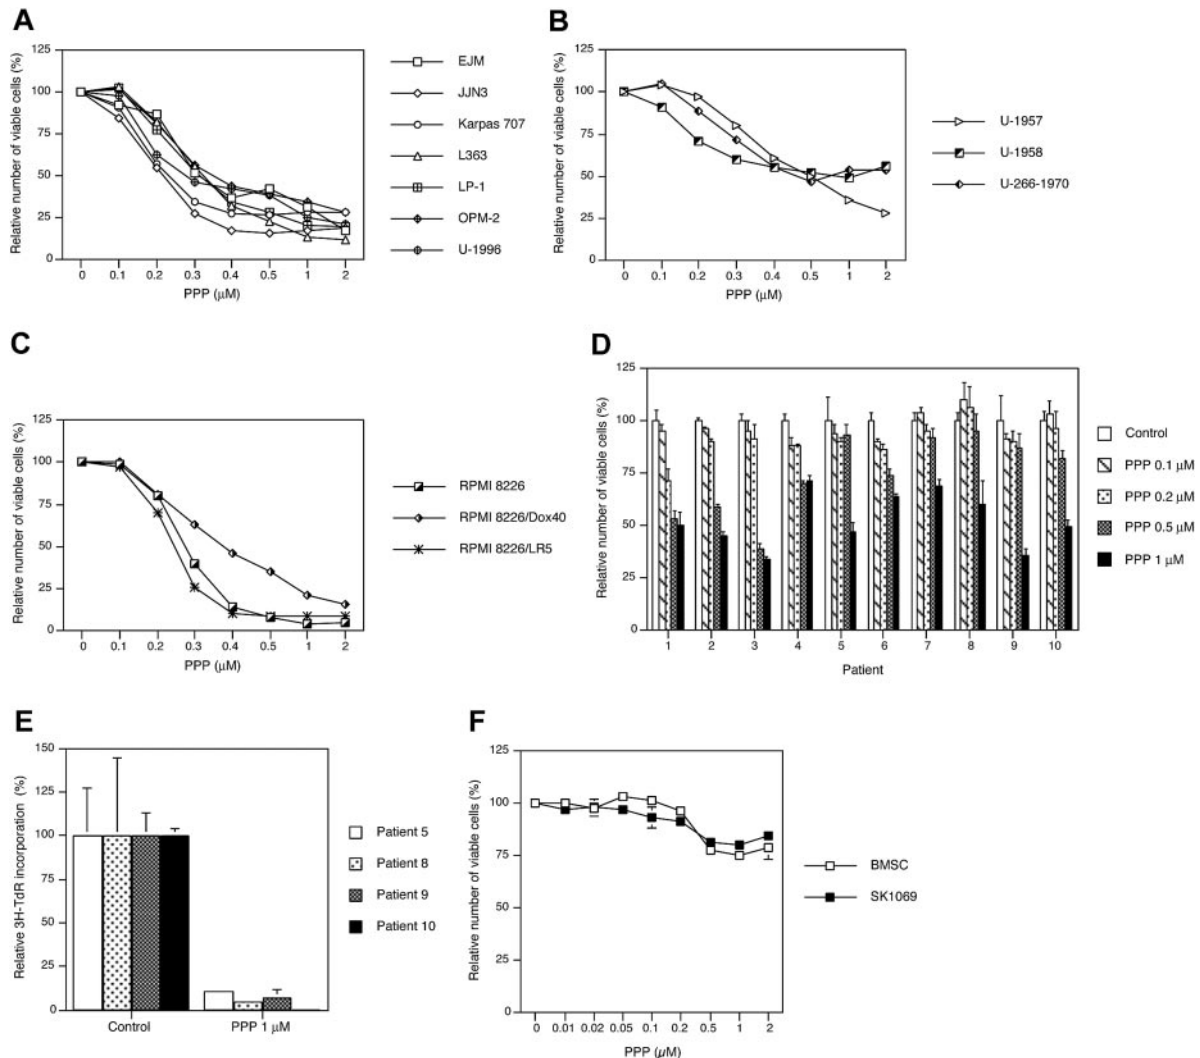 A
Relative number of viable cells (%)
125
100
75
50
25
0
0 0.1 0.2 0.3 0.4 0.5 1 2
PPP (μM)
EJM
JJN3
Karpas 707
L363
LP-1
OPM-2
U-1996
B
Relative number of viable cells (%)
125
100
75
50
25
0
0 0.1 0.2 0.3 0.4 0.5 1 2
PPP (μM)
U-1957
U-1958
U-266-1970
C
Relative number of viable cells (%)
125
100
75
50
25
0
0 0.1 0.2 0.3 0.4 0.5 1 2
PPP (μM)
RPMI 8226
RPMI 8226/Dox40
RPMI 8226/LR5
D
Relative number of viable cells (%)
125
100
75
50
25
0
1 2 3 4 5 6 7 8 9 10
Patient
Control
PPP 0.1 μM
PPP 0.2 μM
PPP 0.5 μM
PPP 1 μM
E
Relative 3H-TdR incorporation (%)
150
125
100
75
50
25
0
Control PPP 1 μM
Patient 5
Patient 8
Patient 9
Patient 10
F
Relative number of viable cells (%)
125
100
75
50
25
0
0 0.01 0.02 0.05 0.1 0.2 0.5 1 2
PPP (μM)
BMSC
SK1069